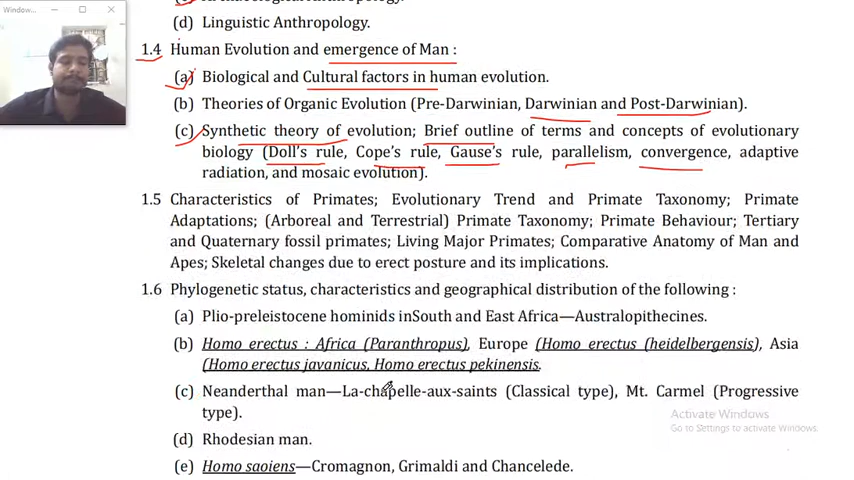 Window...
(d) Linguistic Anthropology.
1.4 Human Evolution and emergence of Man :
(a) Biological and Cultural factors in human evolution.
(b) Theories of Organic Evolution (Pre-Darwinian, Darwinian and Post-Darwinian).
(c) Synthetic theory of evolution; Brief outline of terms and concepts of evolutionary
biology (Doll's rule, Cope's rule, Gause's rule, parallelism, convergence, adaptive
radiation, and mosaic evolution).
1.5 Characteristics of Primates; Evolutionary Trend and Primate Taxonomy; Primate
Adaptations; (Arboreal and Terrestrial) Primate Taxonomy; Primate Behaviour; Tertiary
and Quaternary fossil primates; Living Major Primates; Comparative Anatomy of Man and
Apes; Skeletal changes due to erect posture and its implications.
1.6 Phylogenetic status, characteristics and geographical distribution of the following :
(a) Plio-preleistocene hominids inSouth and East Africa—Australopithecines.
(b) Homo erectus : Africa (Paranthropus), Europe (Homo erectus (heidelbergensis), Asia
(Homo erectus javanicus, Homo erectus pekinensis.
(c) Neanderthal man—La-chapelle-aux-saints (Classical type), Mt. Carmel (Progressive
type).
Activate Windows
Go to Settings to activate Windows.
(d) Rhodesian man.
(e) Homo saoiens—Cromagnon, Grimaldi and Chancelede.